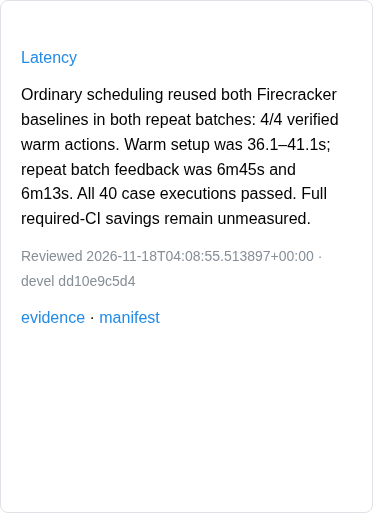 Latency
Ordinary scheduling reused both Firecracker
baselines in both repeat batches: 4/4 verified
warm actions. Warm setup was 36.1–41.1s;
repeat batch feedback was 6m45s and
6m13s. All 40 case executions passed. Full
required-CI savings remain unmeasured.
Reviewed 2026-11-18T04:08:55.513897+00:00 ·
devel dd10e9c5d4
evidence · manifest